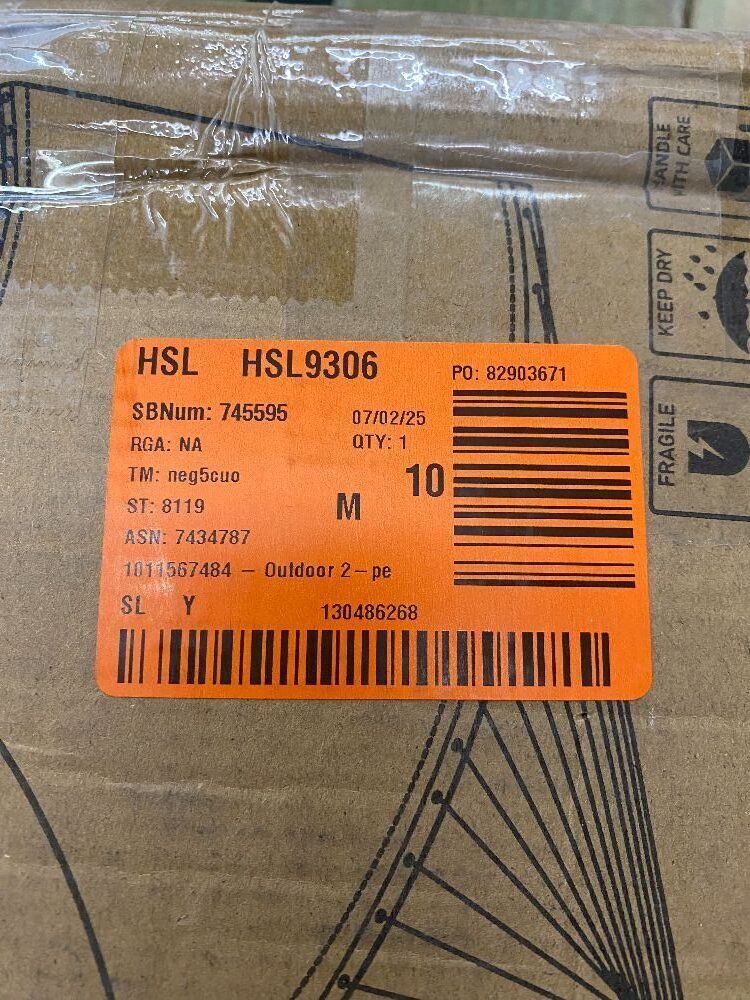 HANDLE
WITH CARE
KEEP DRY
FRAGILE
HSL HSL9306
PO: 82903671
SBNum: 745595
07/02/25
RGA: NA
QTY: 1
TM: neg5cuo
10
ST: 8119
M
ASN: 7434787
1011567484 – Outdoor 2–pe
SL Y
130486268